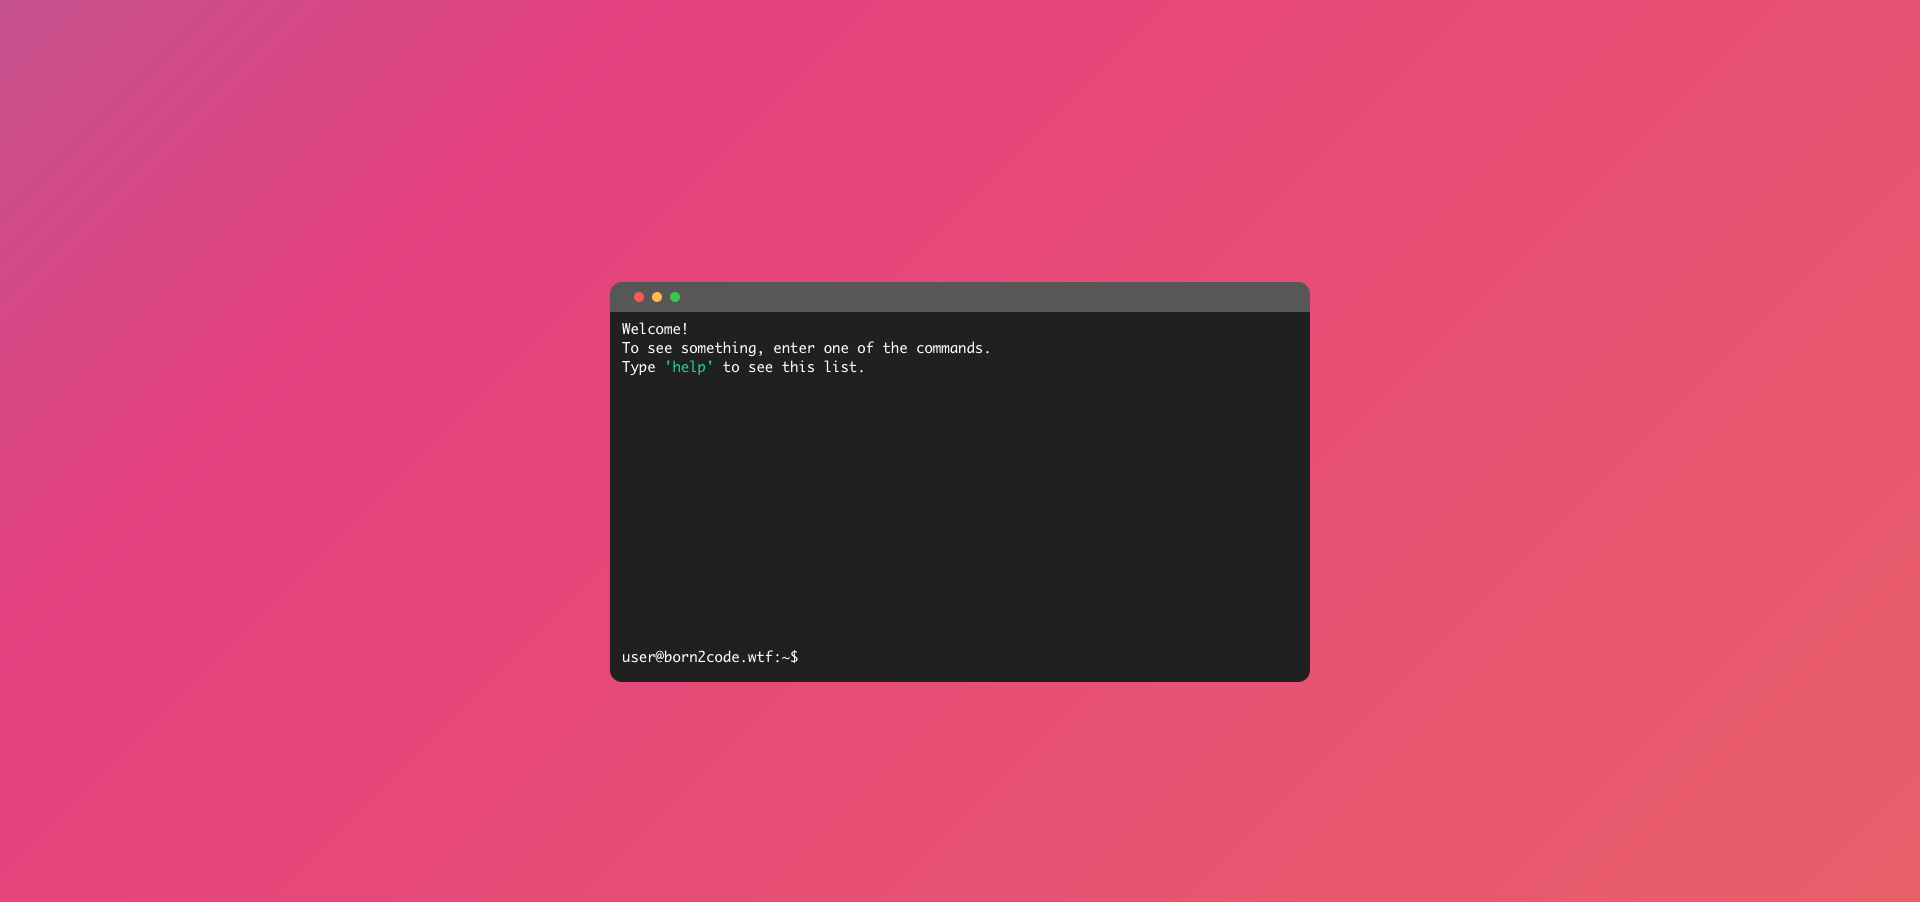 Welcome!
To see something, enter one of the commands.
Type 'help' to see this list.
user@born2code.wtf:~$